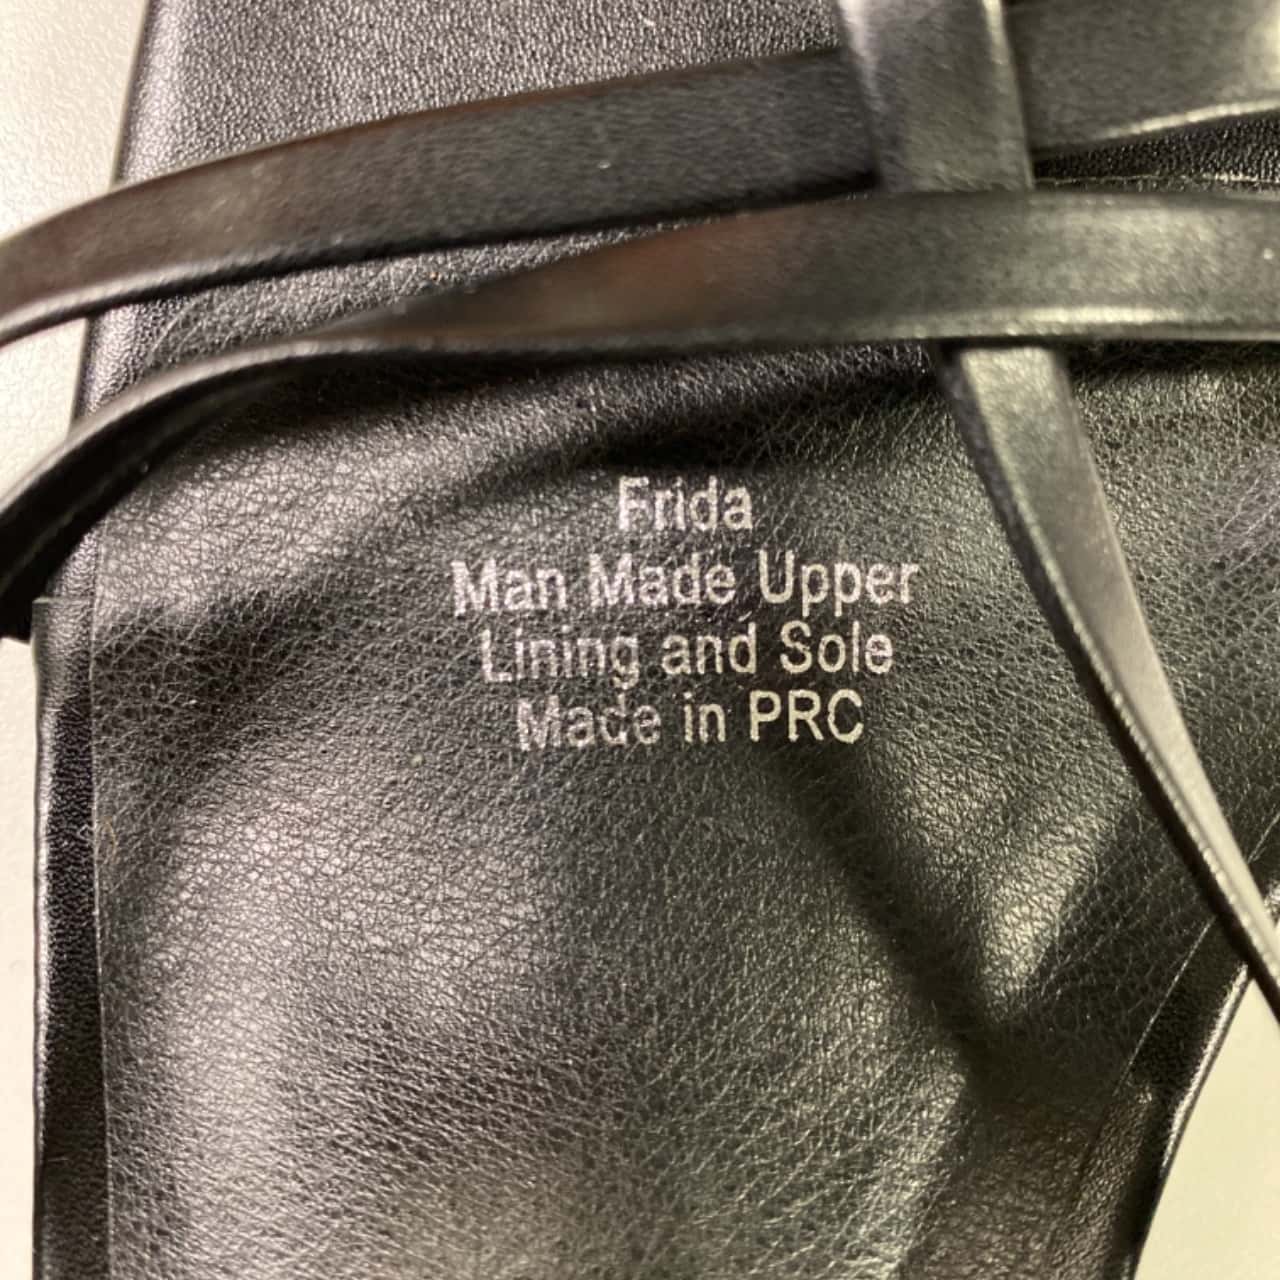 Frida
Man Made Upper
Lining and Sole
Made in PRC